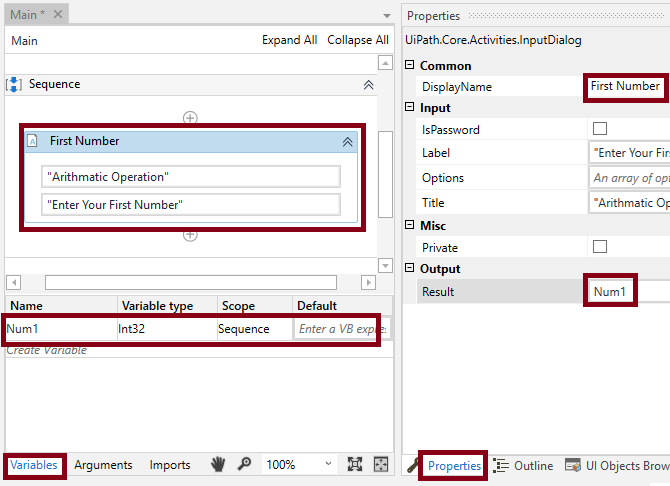 Main *
Main Expand All Collapse All
Sequence
First Number
"Arithmatic Operation"
"Enter Your First Number"
Name Variable type Scope Default
Num1 Int32 Sequence Enter a VB expre
Create Variable
Variables Arguments Imports 100%
Properties
UiPath.Core.Activities.InputDialog
Common
DisplayName First Number
Input
IsPassword
Label "Enter Your Firs
Options An array of opt
Title "Arithmatic Op
Misc
Private
Output
Result Num1
Properties Outline UI Objects Brow